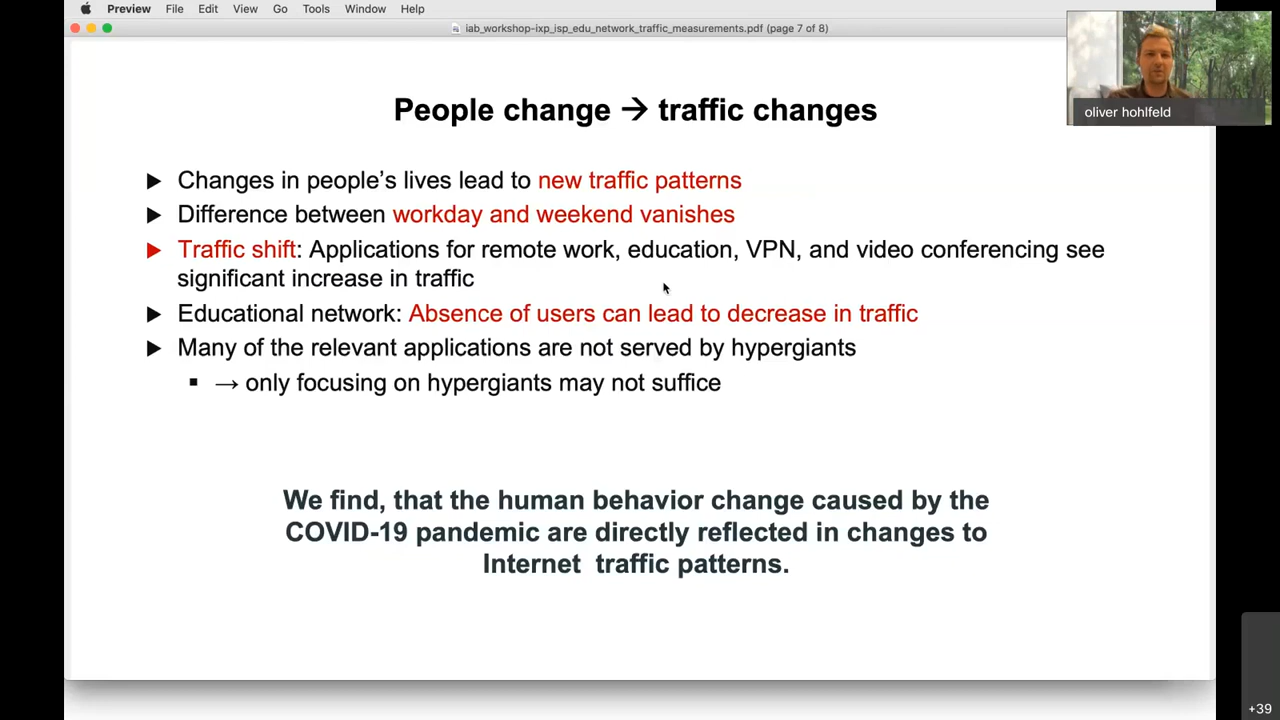 Preview File Edit View Go Tools Window Help
iab_workshop-ixp_isp_edu_network_traffic_measurements.pdf (page 7 of 8)
oliver hohlfeld
People change → traffic changes
▶ Changes in people's lives lead to new traffic patterns
▶ Difference between workday and weekend vanishes
▶ Traffic shift: Applications for remote work, education, VPN, and video conferencing see
significant increase in traffic
▶ Educational network: Absence of users can lead to decrease in traffic
▶ Many of the relevant applications are not served by hypergiants
▪ → only focusing on hypergiants may not suffice
We find, that the human behavior change caused by the
COVID-19 pandemic are directly reflected in changes to
Internet traffic patterns.
+39